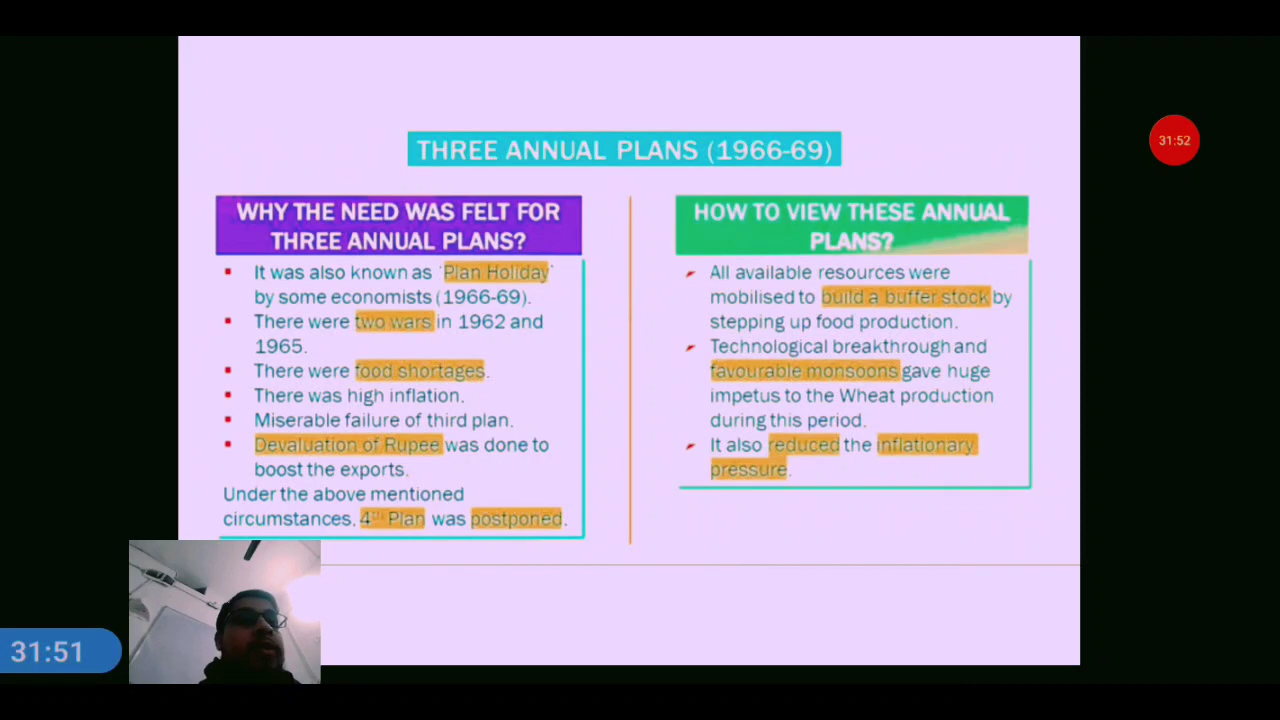 THREE ANNUAL PLANS (1966-69)
31:52
WHY THE NEED WAS FELT FOR
THREE ANNUAL PLANS?
It was also known as 'Plan Holiday'
by some economists (1966-69).
There were two wars in 1962 and
1965.
There were food shortages.
There was high inflation.
Miserable failure of third plan.
Devaluation of Rupee was done to
boost the exports.
Under the above mentioned
circumstances, 4th Plan was postponed.
HOW TO VIEW THESE ANNUAL
PLANS?
All available resources were
mobilised to build a buffer stock by
stepping up food production.
Technological breakthrough and
favourable monsoons gave huge
impetus to the Wheat production
during this period.
It also reduced the inflationary
pressure.
31:51